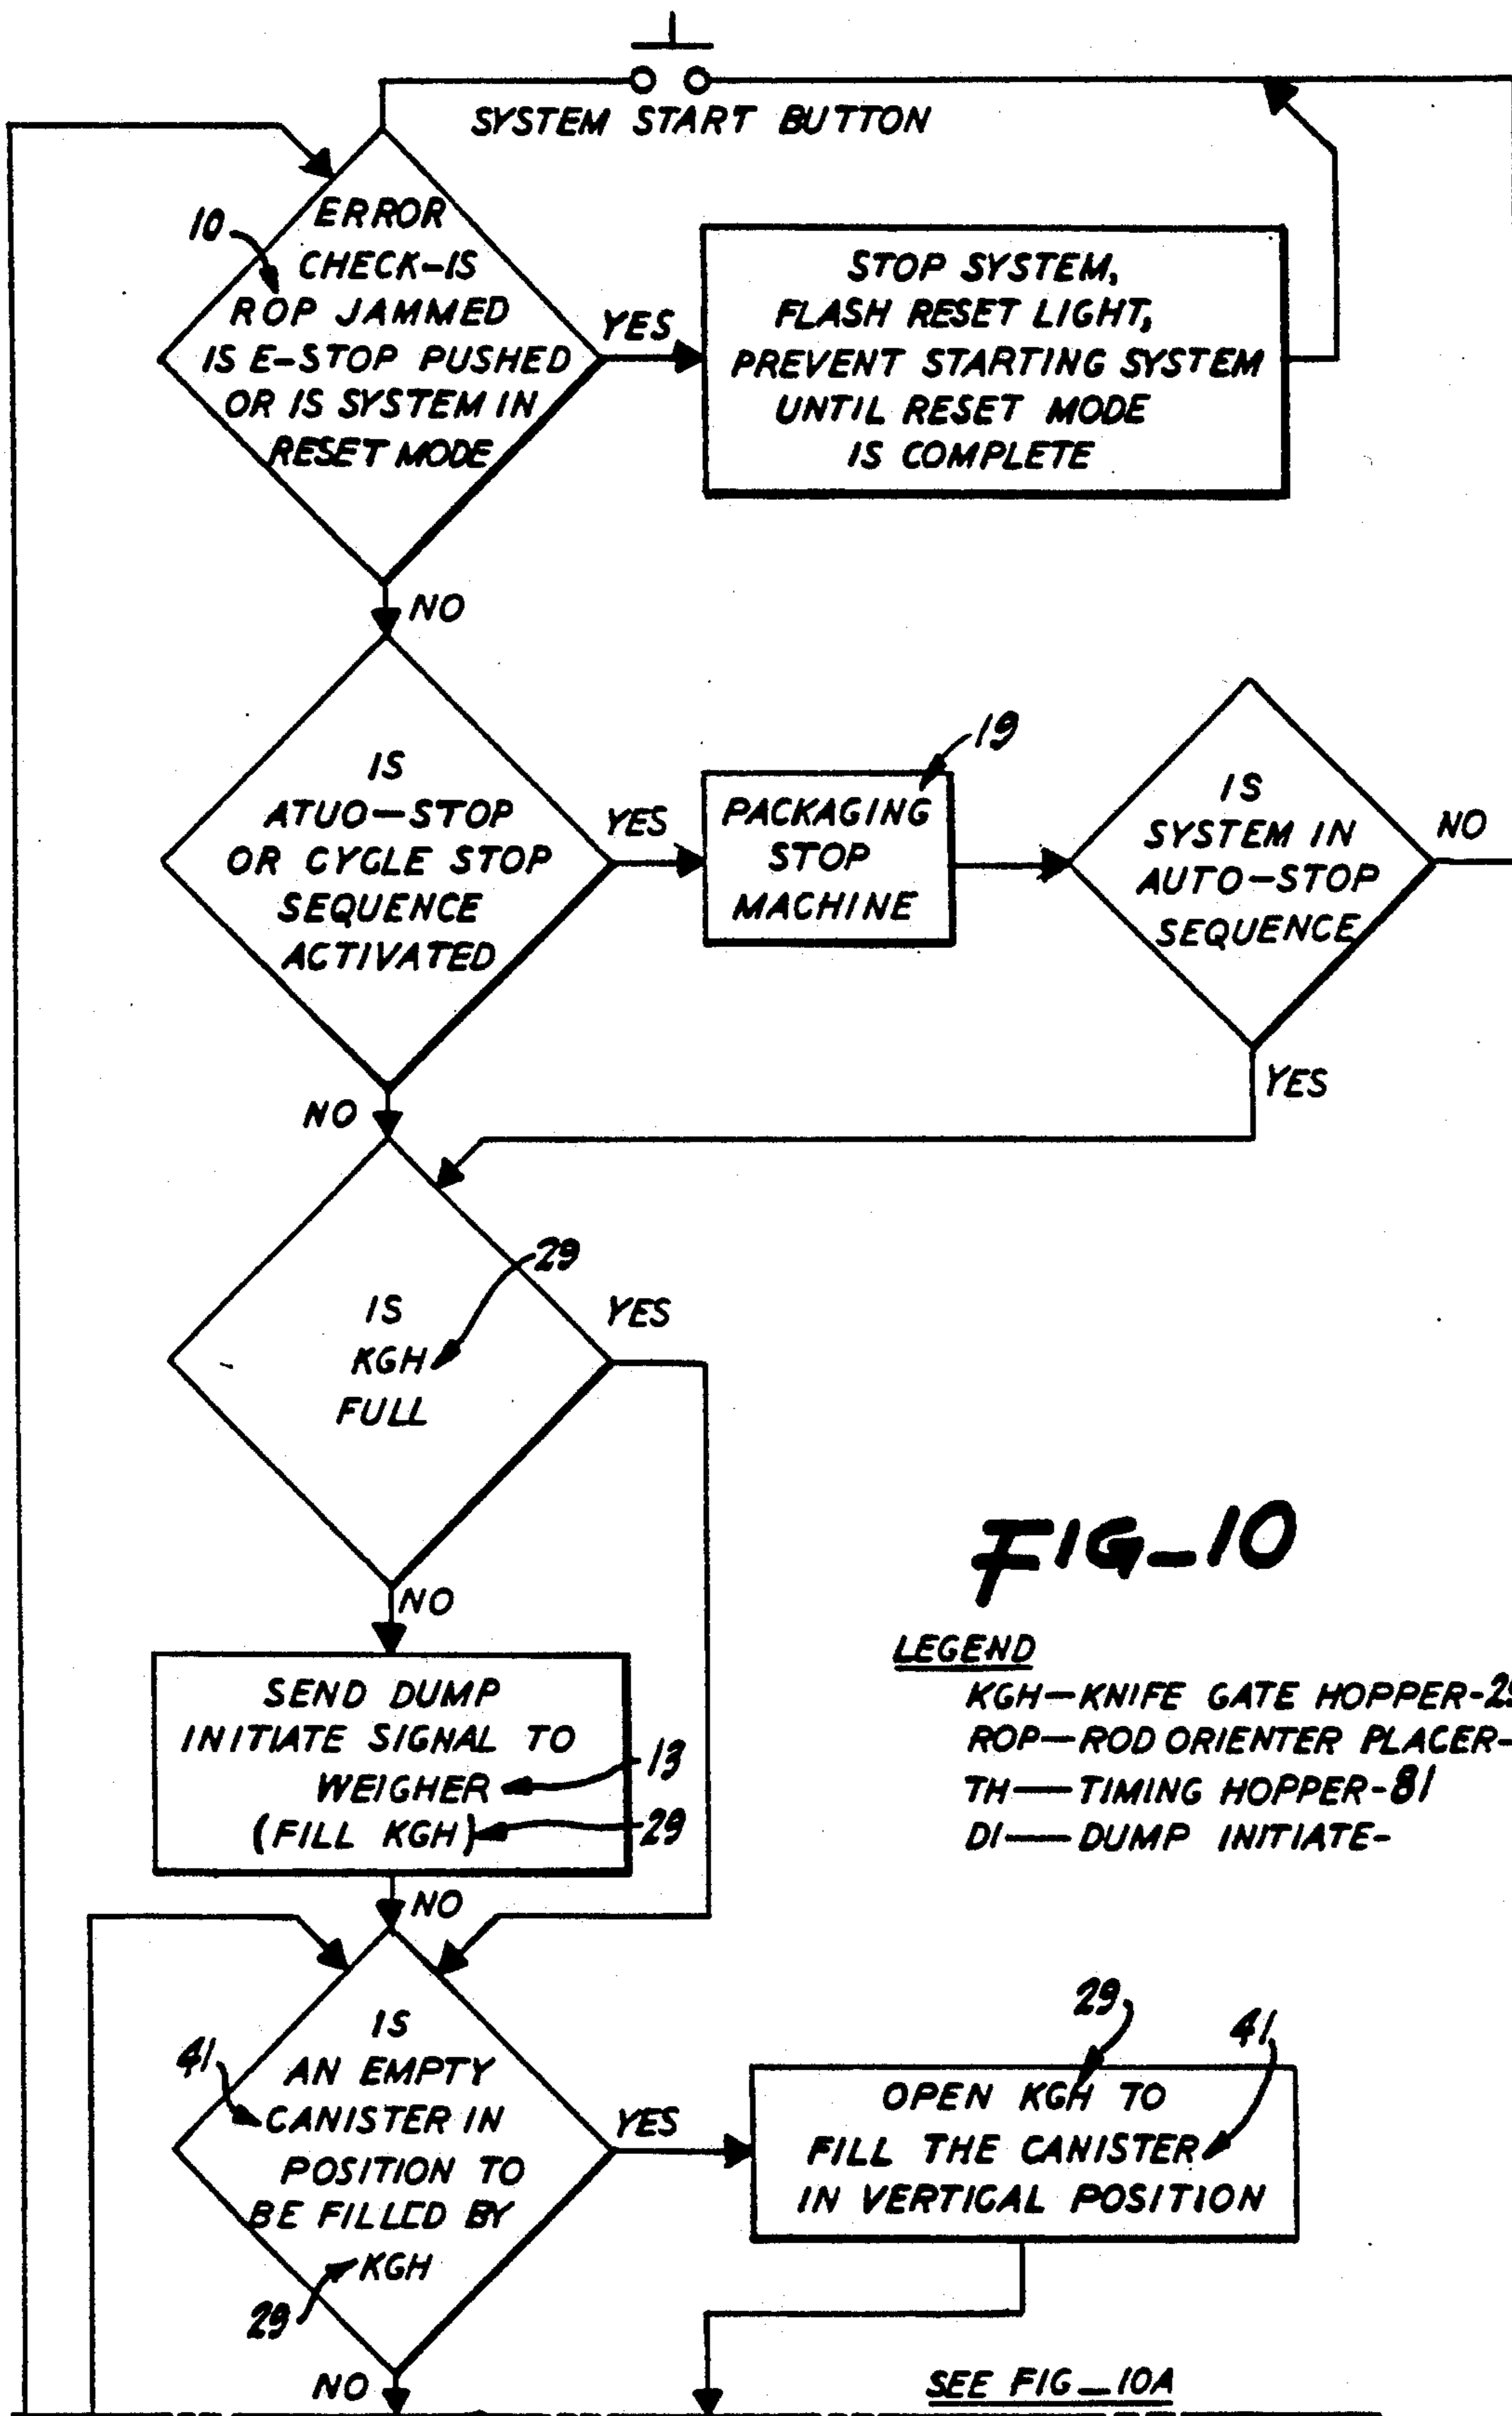 SYSTEM START BUTTON
10
ERROR
CHECK-IS
ROP JAMMED
IS E-STOP PUSHED
OR IS SYSTEM IN
RESET MODE
YES
STOP SYSTEM,
FLASH RESET LIGHT,
PREVENT STARTING SYSTEM
UNTIL RESET MODE
IS COMPLETE
NO
IS
ATUO-STOP
OR CYCLE STOP
SEQUENCE
ACTIVATED
YES
19
PACKAGING
STOP
MACHINE
IS
SYSTEM IN
AUTO-STOP
SEQUENCE
NO
YES
NO
29
IS
KGH
FULL
YES
NO
SEND DUMP
INITIATE SIGNAL TO
WEIGHER
(FILL KGH)
13
29
NO
FIG_10
LEGEND
KGH—KNIFE GATE HOPPER-29
ROP—ROD ORIENTER PLACER-
TH—TIMING HOPPER-81
DI—DUMP INITIATE-
41
IS
AN EMPTY
CANISTER IN
POSITION TO
BE FILLED BY
KGH
29
YES
29
41
OPEN KGH TO
FILL THE CANISTER
IN VERTICAL POSITION
NO
SEE FIG_10A